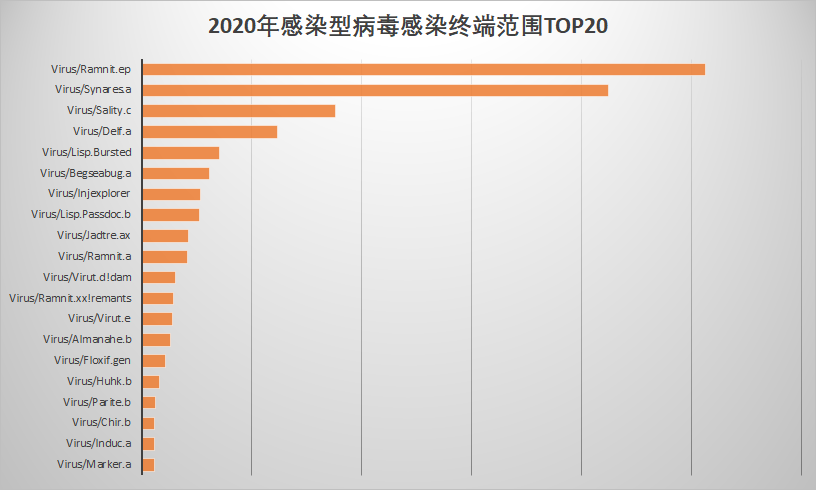 2020年感染型病毒感染终端范围TOP20
Virus/Ramnit.ep
Virus/Synares.a
Virus/Sality.c
Virus/Delf.a
Virus/Lisp.Bursted
Virus/Begseabug.a
Virus/Injexplorer
Virus/Lisp.Passdoc.b
Virus/Jadtre.ax
Virus/Ramnit.a
Virus/Virut.d!dam
Virus/Ramnit.xx!remants
Virus/Virut.e
Virus/Almanahe.b
Virus/Floxif.gen
Virus/Huhk.b
Virus/Parite.b
Virus/Chir.b
Virus/Induc.a
Virus/Marker.a